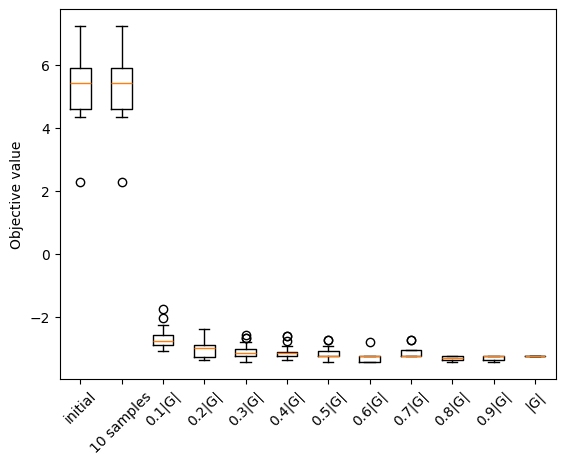 Objective value
6
4
2
0
−2
initial
10 samples
0.1|G|
0.2|G|
0.3|G|
0.4|G|
0.5|G|
0.6|G|
0.7|G|
0.8|G|
0.9|G|
|G|